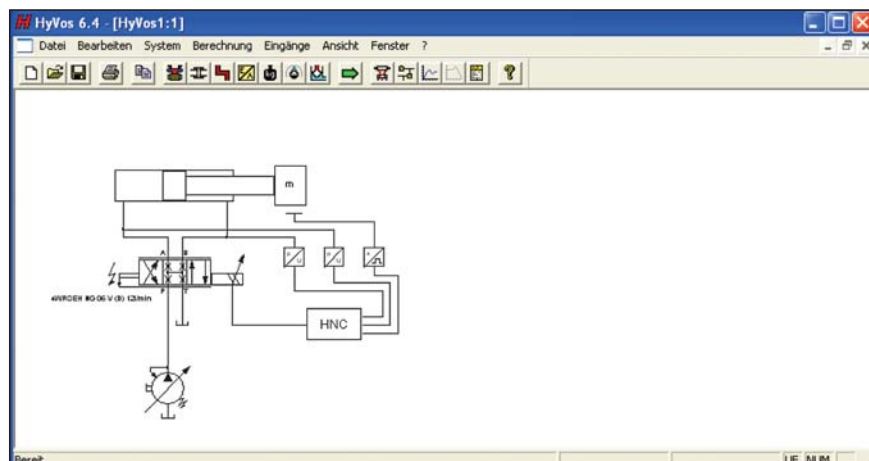 HyVos 6.4 - [HyVos1:1]
Datei Bearbeiten System Berechnung Eingänge Ansicht Fenster ?
m
A B
P T
HNC
Bereit
UF NUM